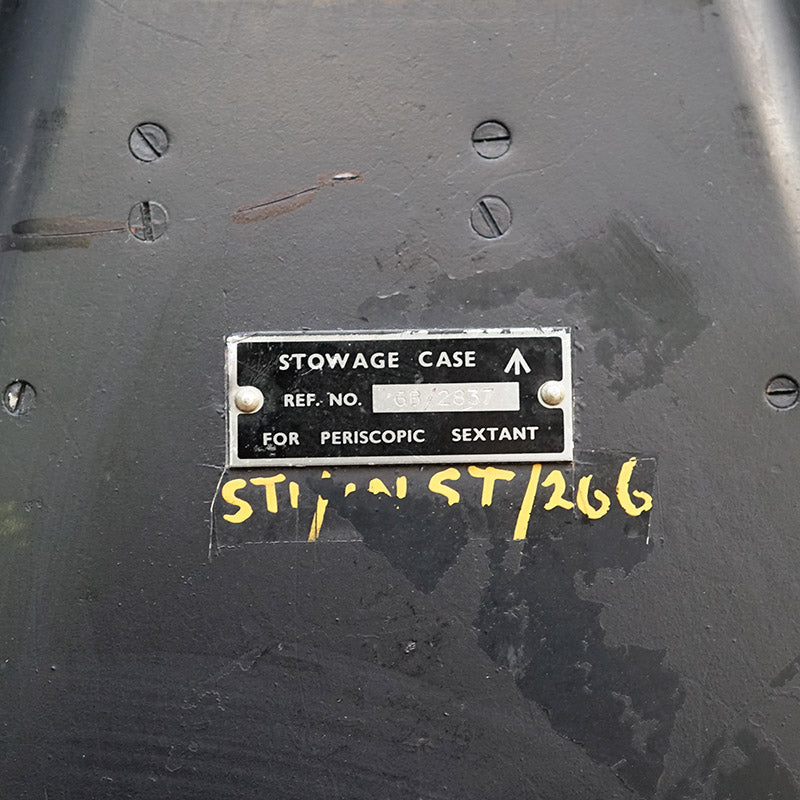 STOWAGE CASE
REF. NO. 6B/2837
FOR PERISCOPIC SEXTANT
ST/266